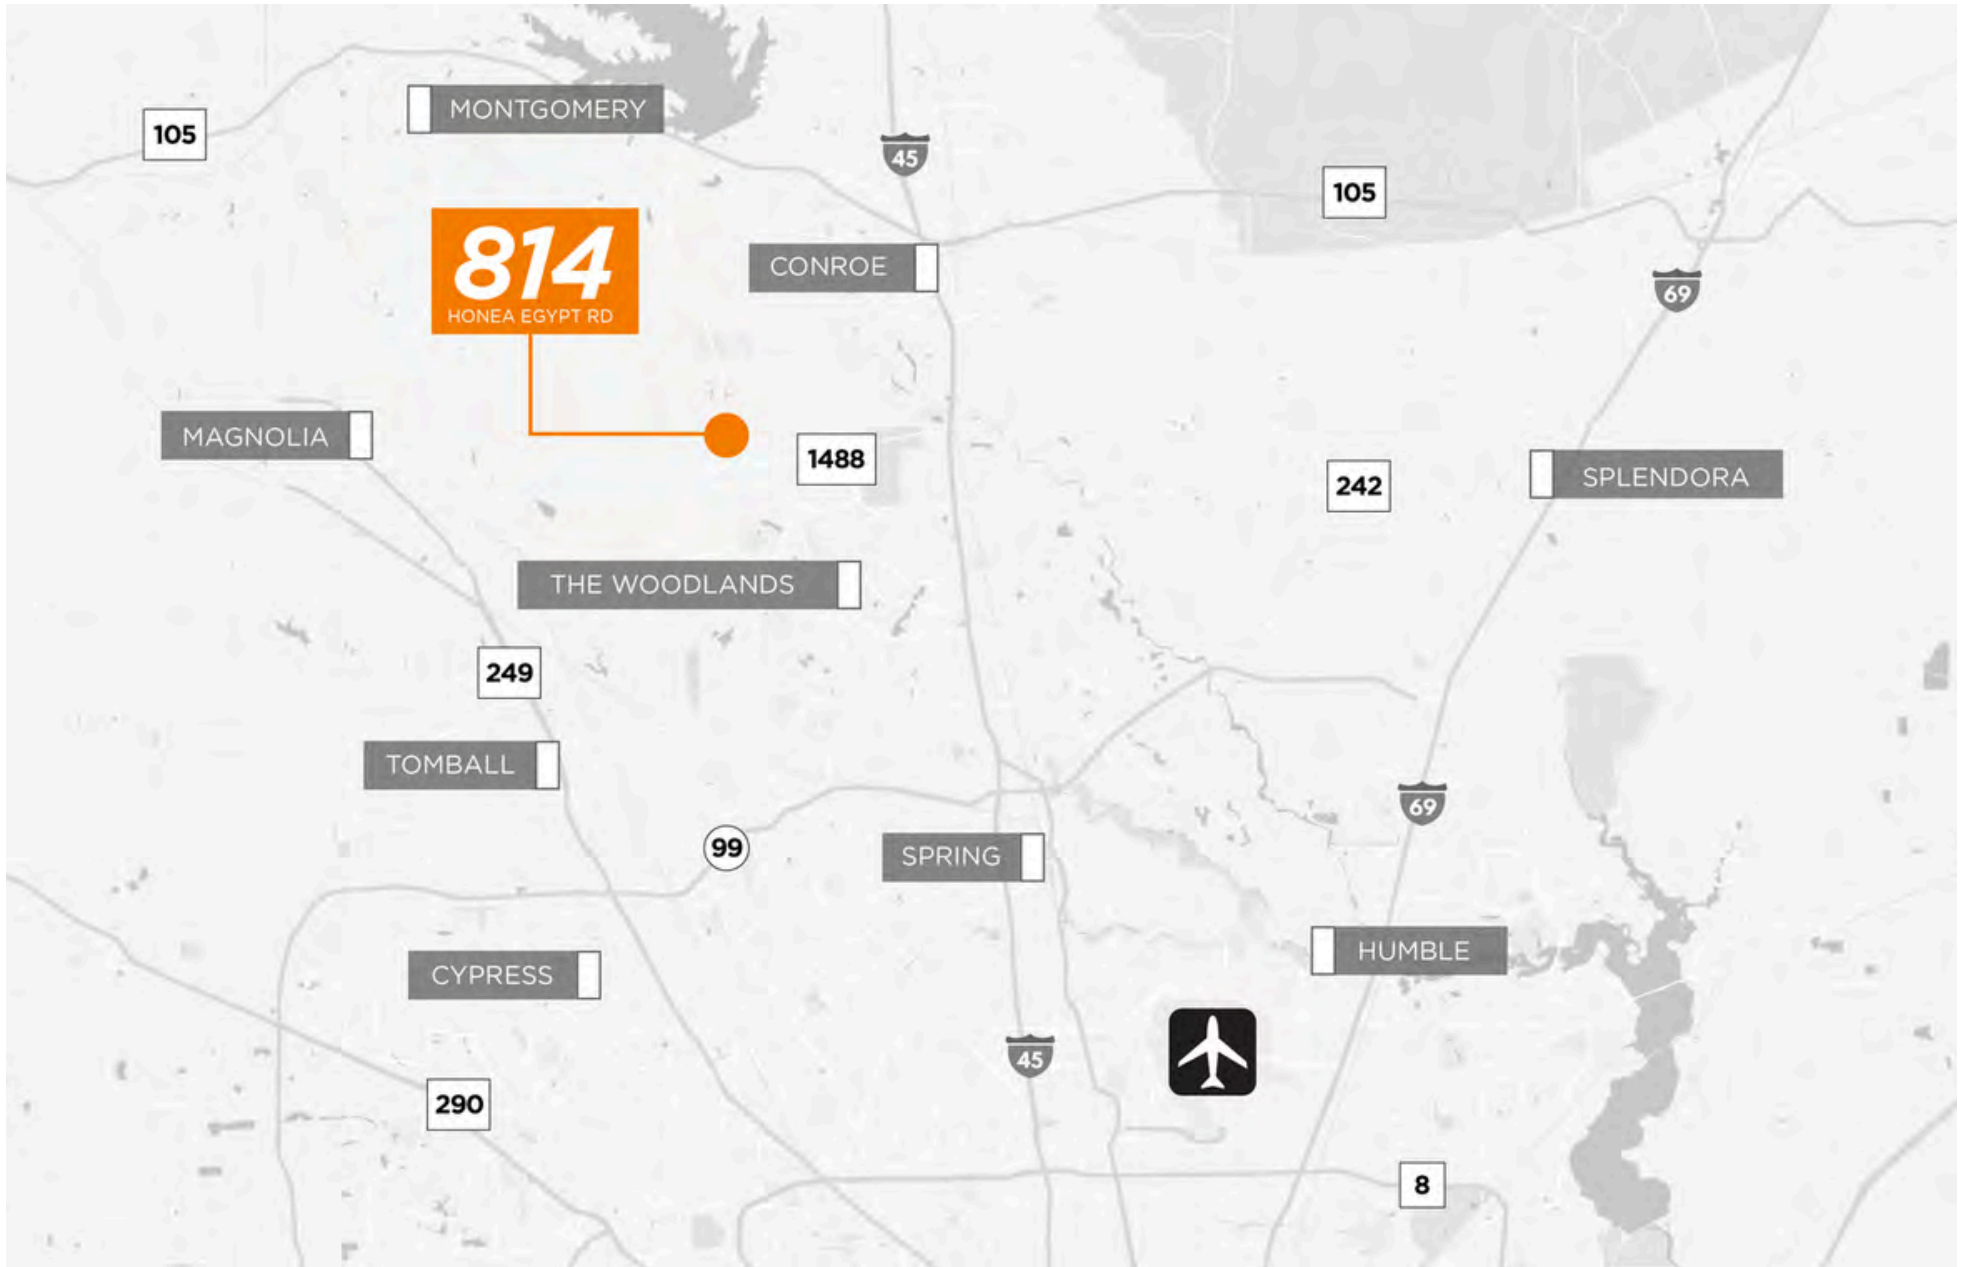 MONTGOMERY
105
45
105
814
HONEA EGYPT RD
CONROE
69
MAGNOLIA
1488
242
SPLENDORA
THE WOODLANDS
249
TOMBALL
69
99
SPRING
HUMBLE
CYPRESS
45
290
8